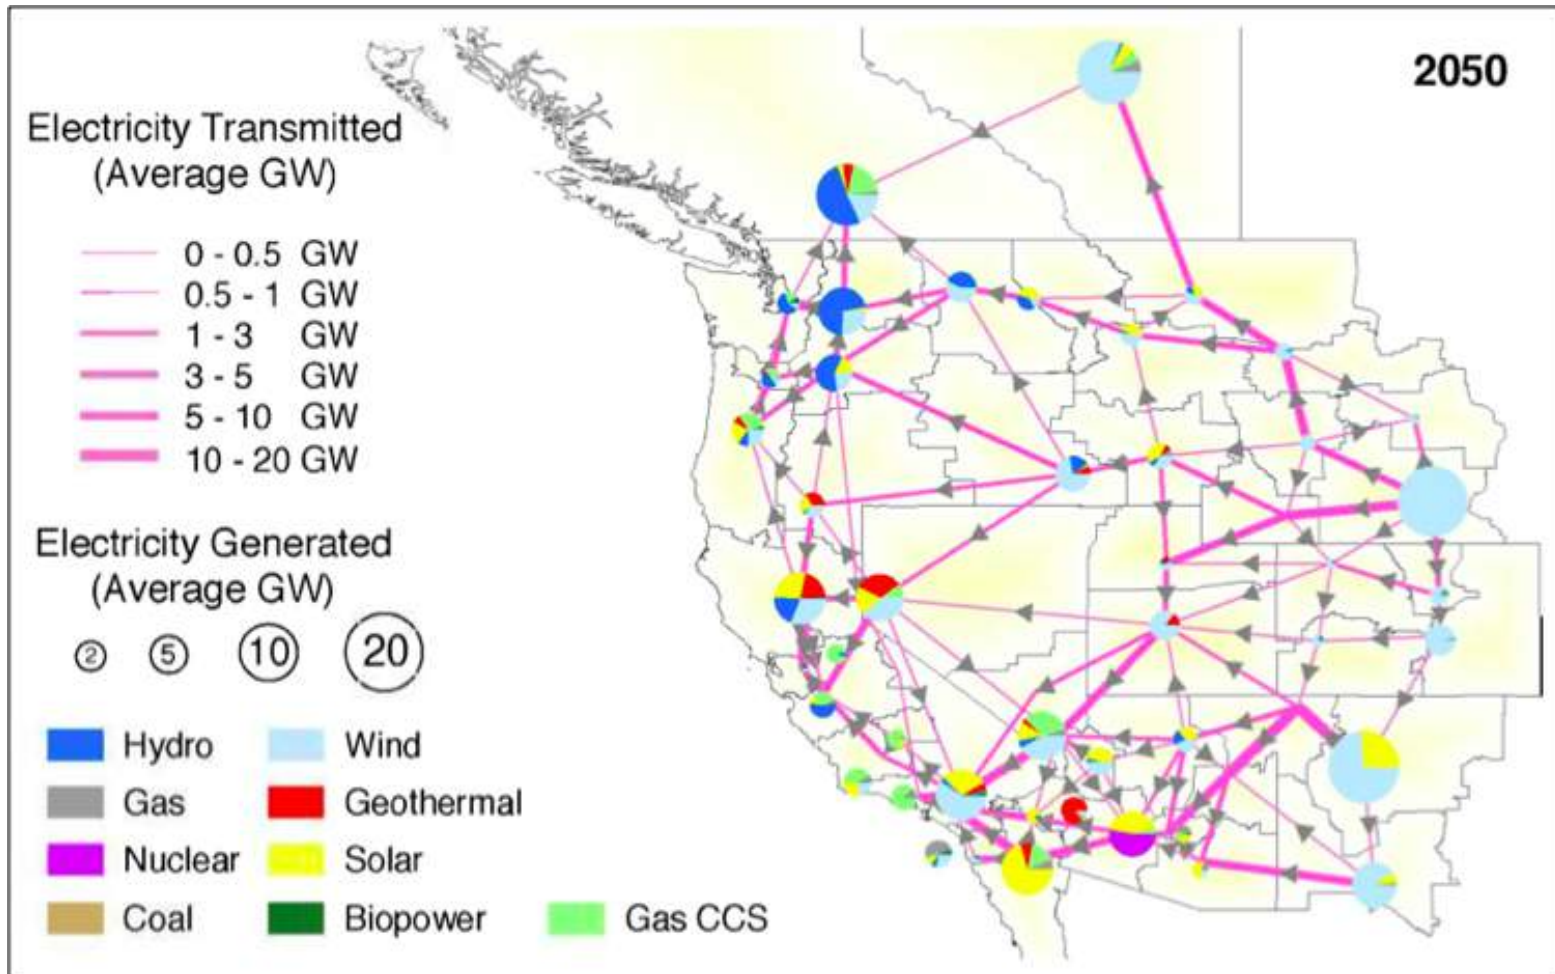 2050
Electricity Transmitted
(Average GW)
0 - 0.5 GW
0.5 - 1 GW
1 - 3 GW
3 - 5 GW
5 - 10 GW
10 - 20 GW
Electricity Generated
(Average GW)
2 5 10 20
Hydro Wind
Gas Geothermal
Nuclear Solar
Coal Biopower Gas CCS